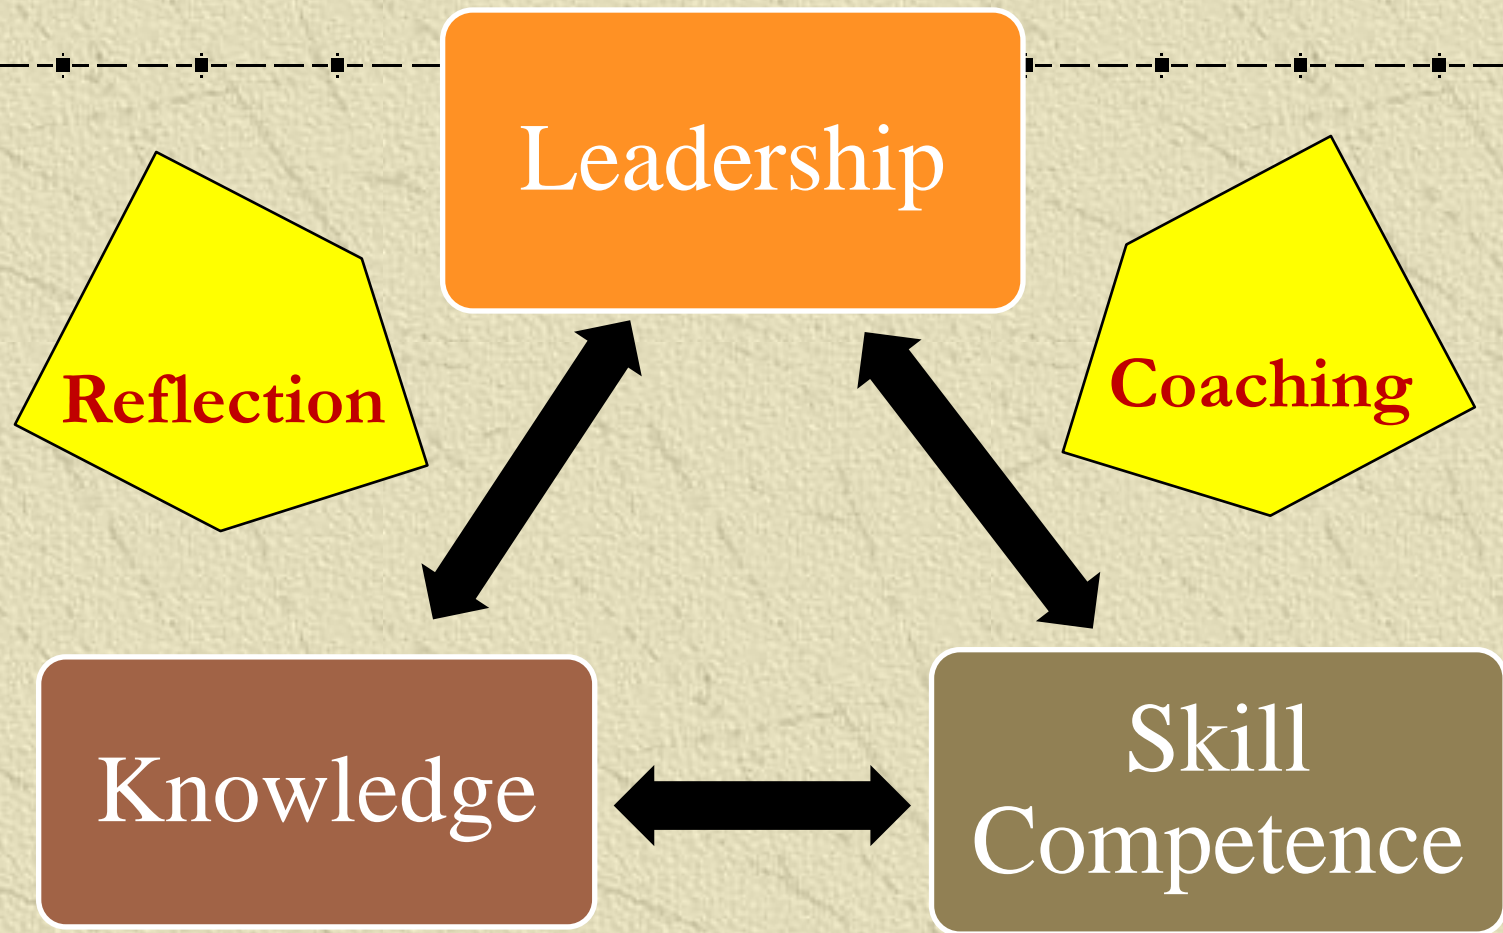 Leadership
Reflection
Coaching
Knowledge
Skill
Competence